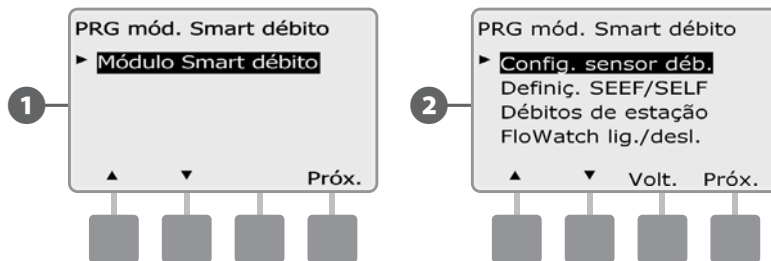 1
PRG mód. Smart débito
► Módulo Smart débito
▲ ▼ Próx.
2
PRG mód. Smart débito
► Config. sensor déb.
Definiç. SEEF/SELF
Débitos de estação
FloWatch lig./desl.
▲ ▼ Volt. Próx.